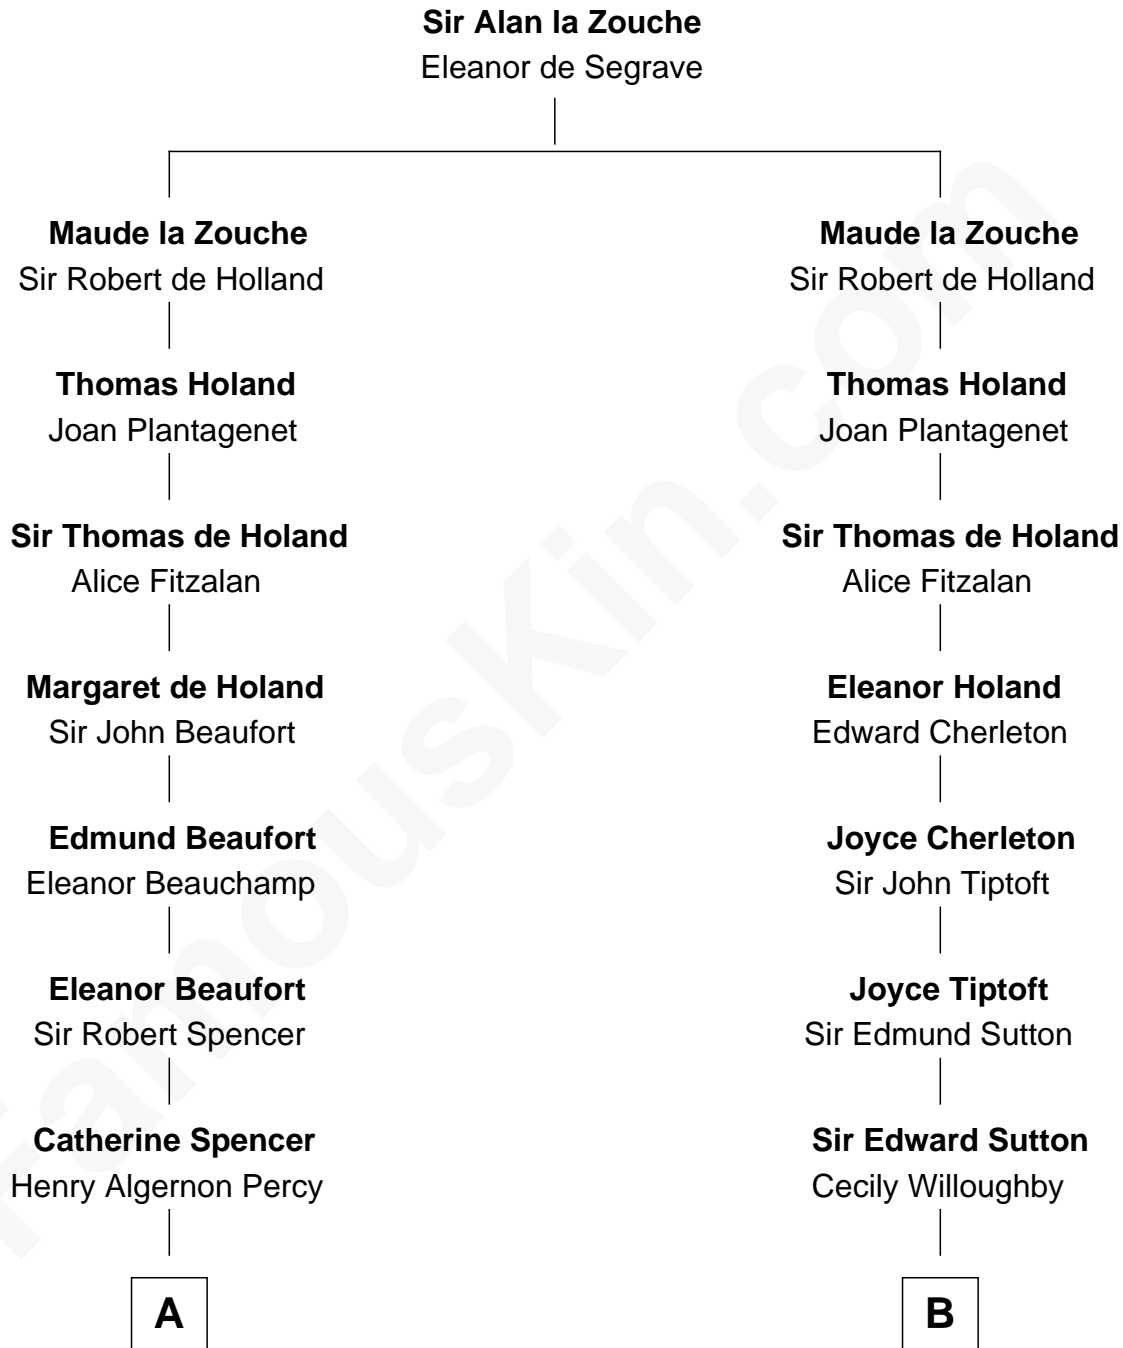 Sir Alan la Zouche
Eleanor de Segrave
Maude la Zouche
Sir Robert de Holland
Thomas Holand
Joan Plantagenet
Sir Thomas de Holand
Alice Fitzalan
Margaret de Holand
Sir John Beaufort
Edmund Beaufort
Eleanor Beauchamp
Eleanor Beaufort
Sir Robert Spencer
Catherine Spencer
Henry Algernon Percy
A
Maude la Zouche
Sir Robert de Holland
Thomas Holand
Joan Plantagenet
Sir Thomas de Holand
Alice Fitzalan
Eleanor Holand
Edward Cherleton
Joyce Cherleton
Sir John Tiptoft
Joyce Tiptoft
Sir Edmund Sutton
Sir Edward Sutton
Cecily Willoughby
B
FamousKin.com